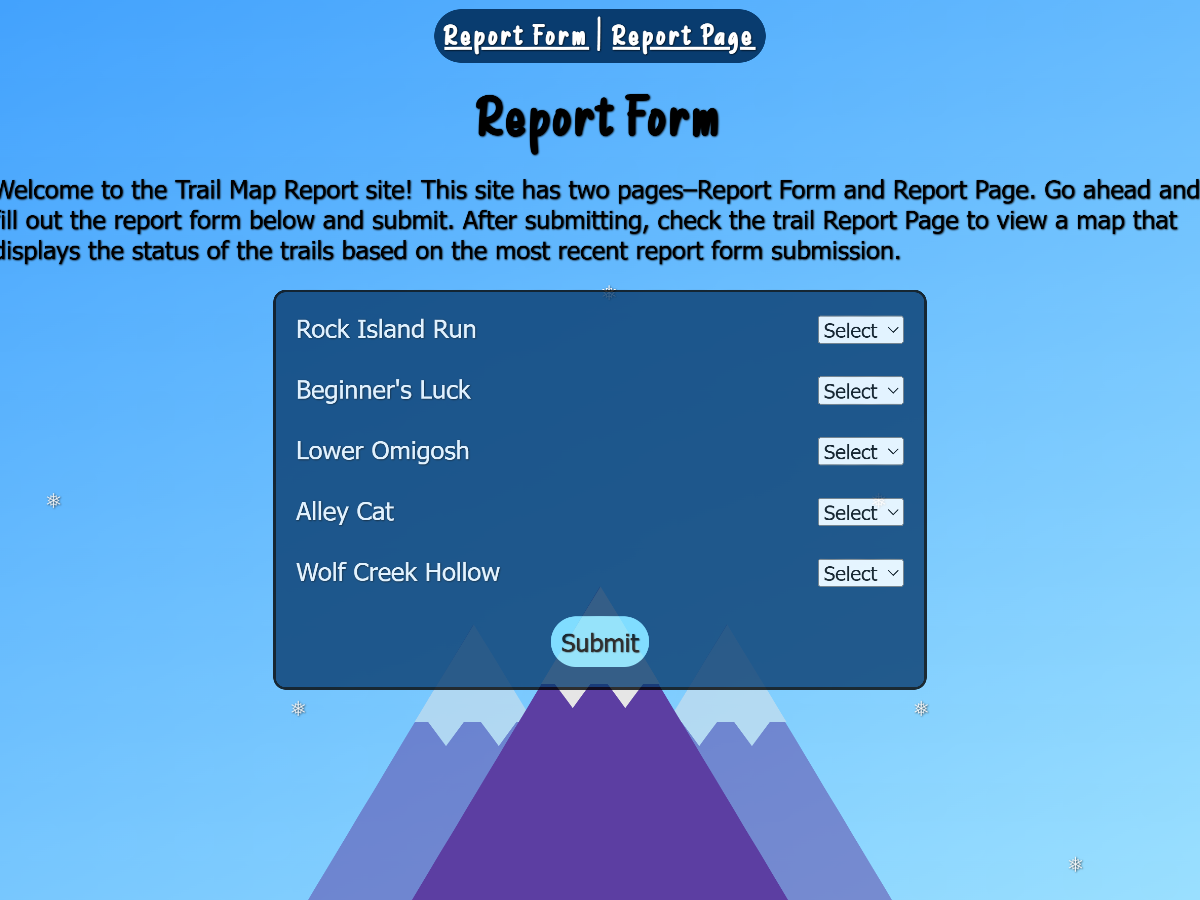 Report Form | Report Page
Report Form
Welcome to the Trail Map Report site! This site has two pages—Report Form and Report Page. Go ahead and
fill out the report form below and submit. After submitting, check the trail Report Page to view a map that
displays the status of the trails based on the most recent report form submission.
Rock Island Run Select
Beginner's Luck Select
Lower Omigosh Select
Alley Cat Select
Wolf Creek Hollow Select
Submit